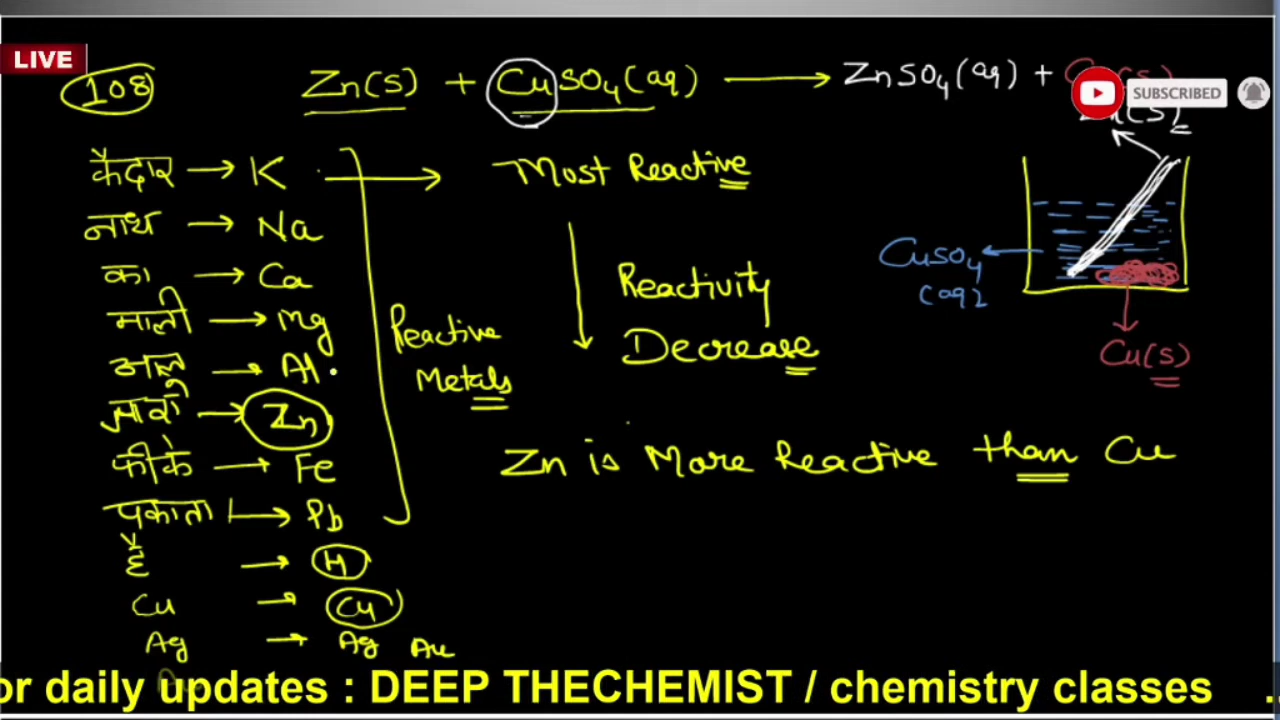 LIVE
108
Zn(s) + CuSO₄(aq) → ZnSO₄(aq) +
SUBSCRIBED
Zn(s)
केदार → K → Most Reactive
नाथ → Na
का → Ca
CuSO₄
(aq)
Reactivity
Decrease
माली → Mg
Reactive
Metals
Cu(s)
→ Al
→ Zn
Zn is More Reactive than Cu
फीके → Fe
पकाता → Pb
है → H
Cu → Cu
Ag → Ag Au
or daily updates : DEEP THECHEMIST / chemistry classes